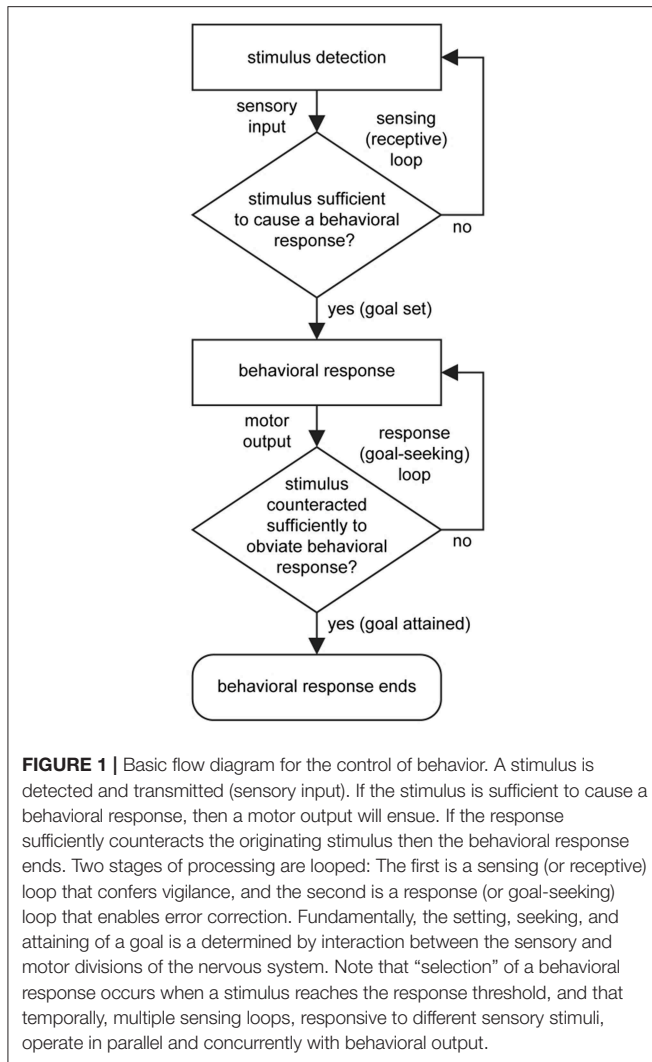 stimulus detection
sensory
input
sensing
(receptive)
loop
stimulus sufficient
to cause a behavioral
response?
no
yes (goal set)
behavioral response
motor
output
response
(goal-seeking)
loop
stimulus
counteracted
sufficiently to
obviate behavioral
response?
no
yes (goal attained)
behavioral response ends
FIGURE 1 | Basic flow diagram for the control of behavior. A stimulus is
detected and transmitted (sensory input). If the stimulus is sufficient to cause a
behavioral response, then a motor output will ensue. If the response
sufficiently counteracts the originating stimulus then the behavioral response
ends. Two stages of processing are looped: The first is a sensing (or receptive)
loop that confers vigilance, and the second is a response (or goal-seeking)
loop that enables error correction. Fundamentally, the setting, seeking, and
attaining of a goal is a determined by interaction between the sensory and
motor divisions of the nervous system. Note that “selection” of a behavioral
response occurs when a stimulus reaches the response threshold, and that
temporally, multiple sensing loops, responsive to different sensory stimuli,
operate in parallel and concurrently with behavioral output.